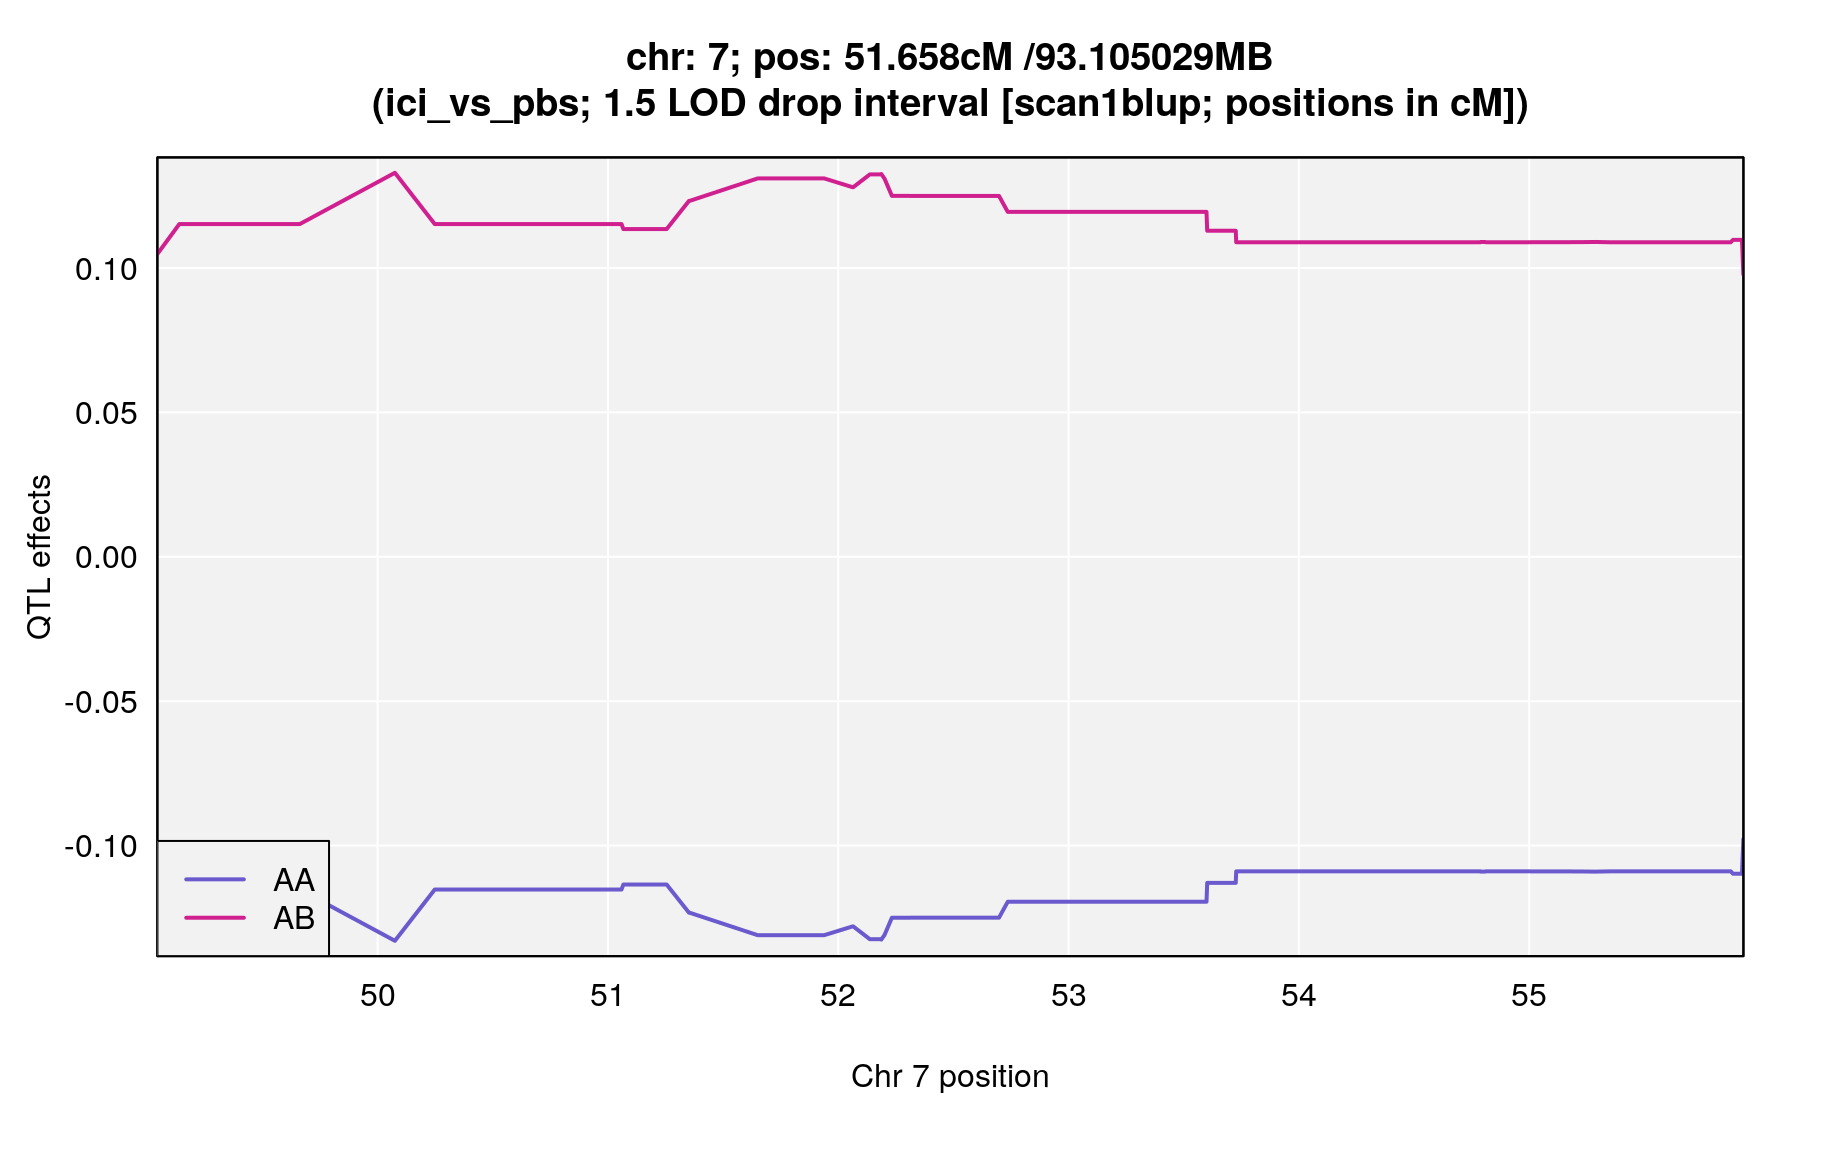 chr: 7; pos: 51.658cM /93.105029MB
(ici_vs_pbs; 1.5 LOD drop interval [scan1blup; positions in cM])
QTL effects
0.10
0.05
0.00
-0.05
-0.10
AA
AB
50 51 52 53 54 55
Chr 7 position